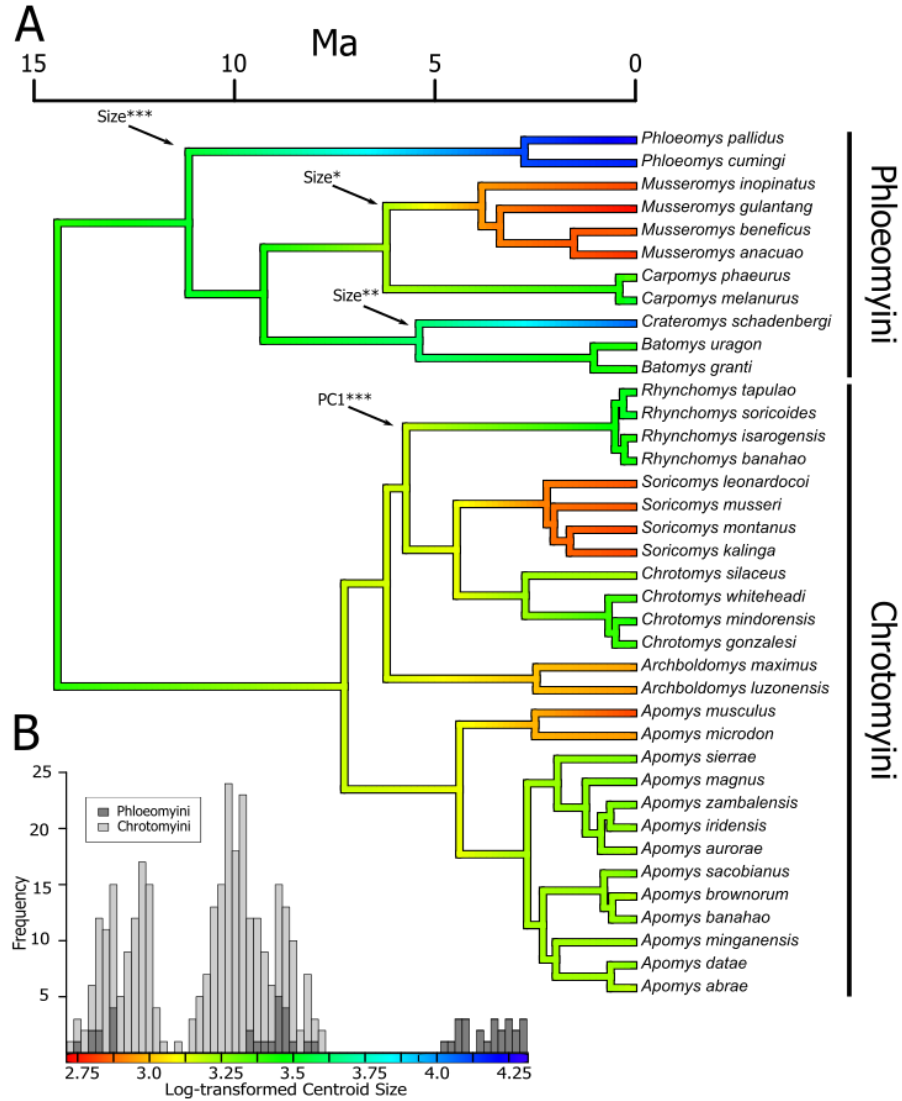 A
Ma
15 10 5 0
Size***
Phloeomys pallidus
Phloeomys cumingi
Size*
Musseromys inopinatus
Musseromys gulantang
Musseromys beneficus
Musseromys anacuao
Carpomys phaeurus
Carpomys melanurus
Size**
Crateromys schadenbergi
Batomys uragon
Batomys granti
Phloeomyini
PC1***
Rhynchomys tapulao
Rhynchomys soricoides
Rhynchomys isarogensis
Rhynchomys banahao
Soricomys leonardocoi
Soricomys musseri
Soricomys montanus
Soricomys kalinga
Chrotomys silaceus
Chrotomys whiteheadi
Chrotomys mindorensis
Chrotomys gonzalesi
Archboldomys maximus
Archboldomys luzonensis
Apomys musculus
Apomys microdon
Apomys sierrae
Apomys magnus
Apomys zambalensis
Apomys iridensis
Apomys aurorae
Apomys sacobianus
Apomys brownorum
Apomys banahao
Apomys minganensis
Apomys datae
Apomys abrae
Chrotomyini
B
25
20
15
10
5
Frequency
Phloeomyini
Chrotomyini
2.75 3.0 3.25 3.5 3.75 4.0 4.25
Log-transformed Centroid Size